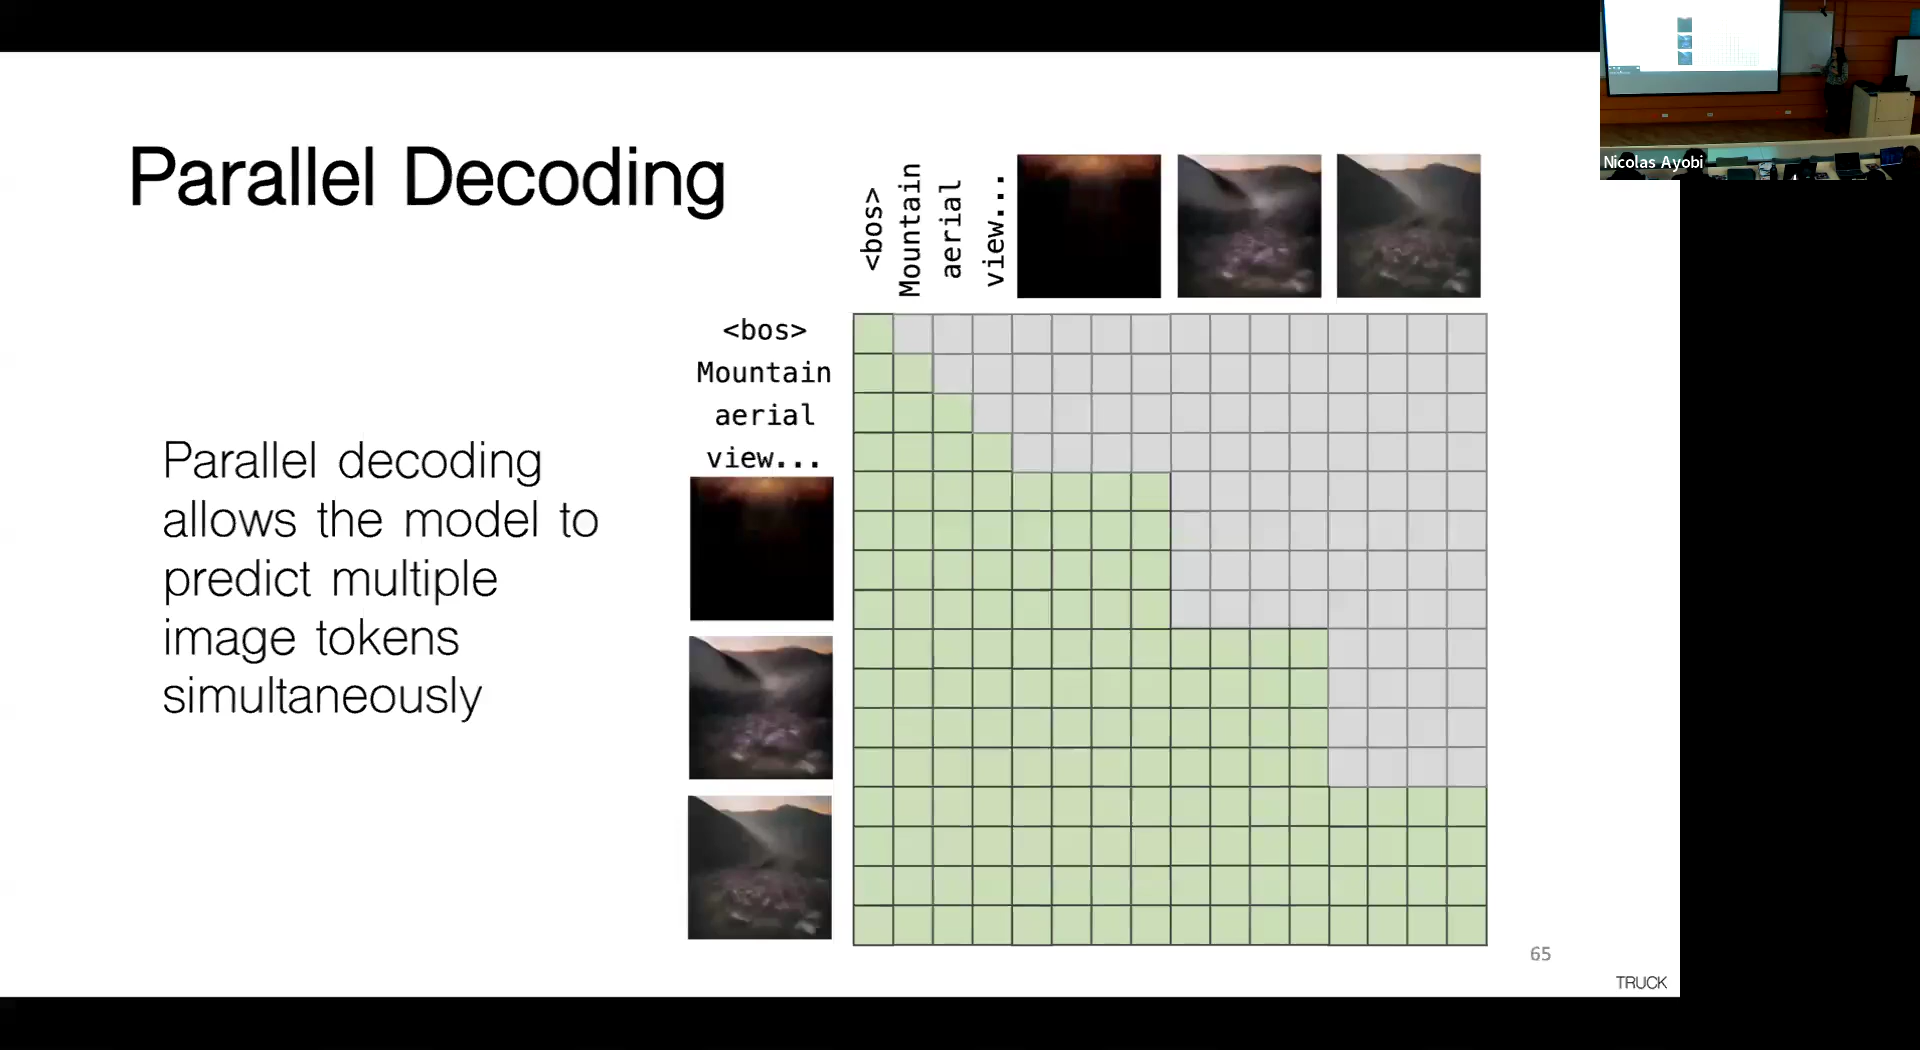 Nicolas Ayobi
Parallel Decoding
<bos>
Mountain
aerial
view...
<bos>
Mountain
aerial
view...
Parallel decoding
allows the model to
predict multiple
image tokens
simultaneously
65
TRUCK